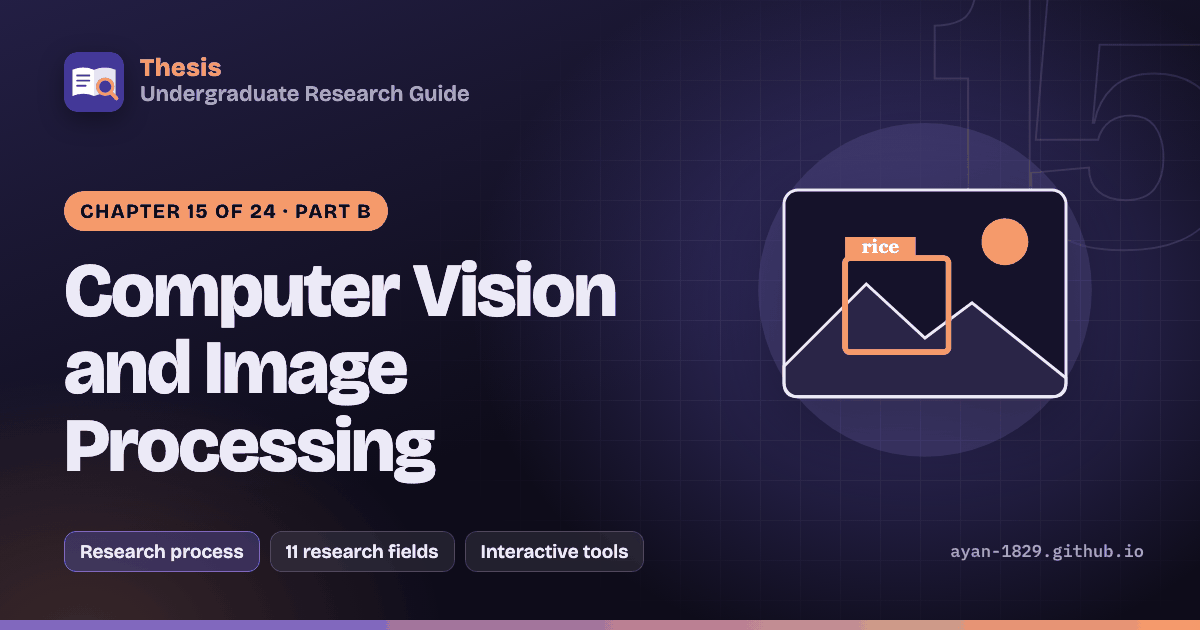 15
Thesis
Undergraduate Research Guide
CHAPTER 15 OF 24 · PART B
Computer Vision
and Image
Processing
rice
Research process
11 research fields
Interactive tools
ayan-1829.github.io